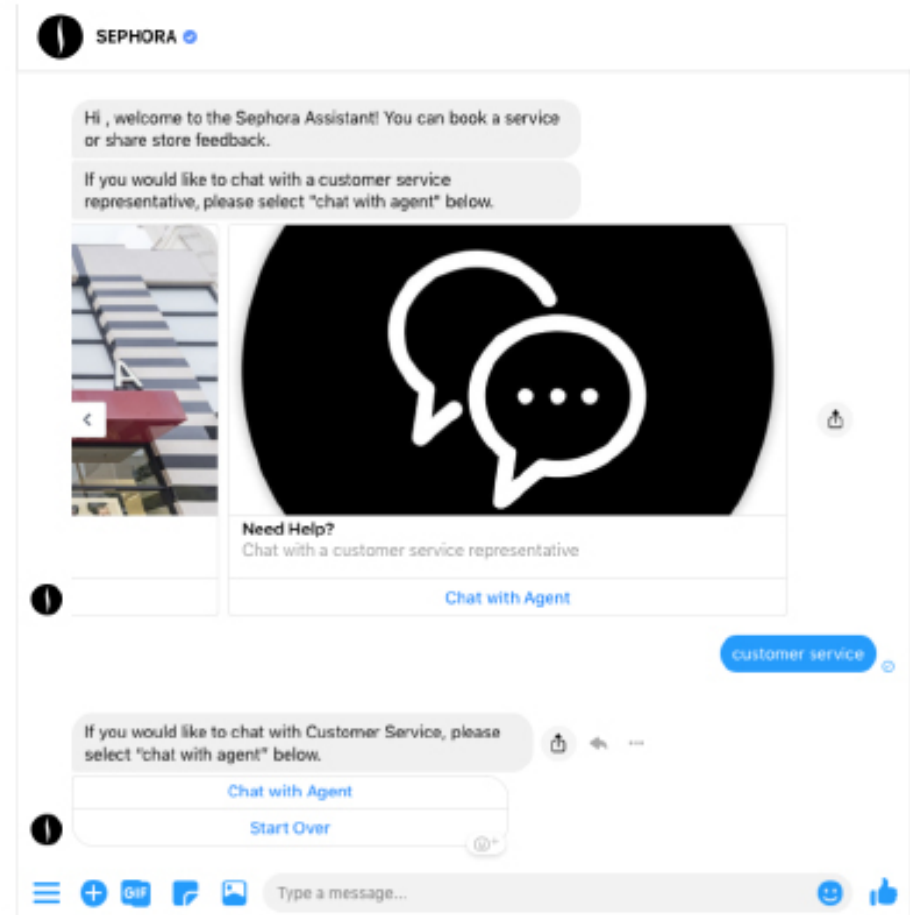 SEPHORA
Hi , welcome to the Sephora Assistant! You can book a service
or share store feedback.
If you would like to chat with a customer service
representative, please select "chat with agent" below.
A
Need Help?
Chat with a customer service representative
Chat with Agent
customer service
If you would like to chat with Customer Service, please
select "chat with agent" below.
Chat with Agent
Start Over
GIF
Type a message...